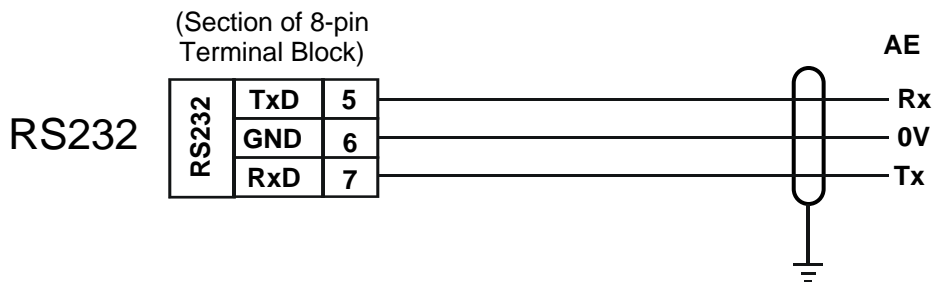 (Section of 8-pin
Terminal Block)
AE
RS232
RS232
TxD 5
Rx
GND 6
0V
RxD 7
Tx